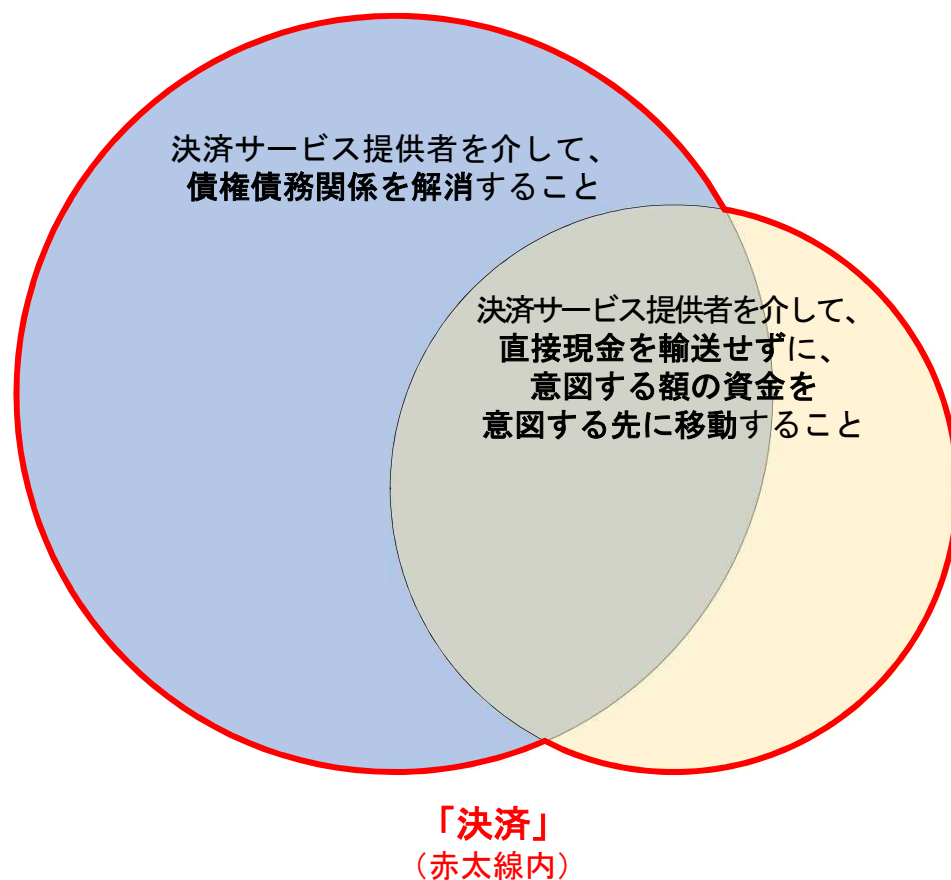 決済サービス提供者を介して、
債権債務関係を解消すること
決済サービス提供者を介して、
直接現金を輸送せずに、
意図する額の資金を
意図する先に移動すること
「決済」
（赤太線内）